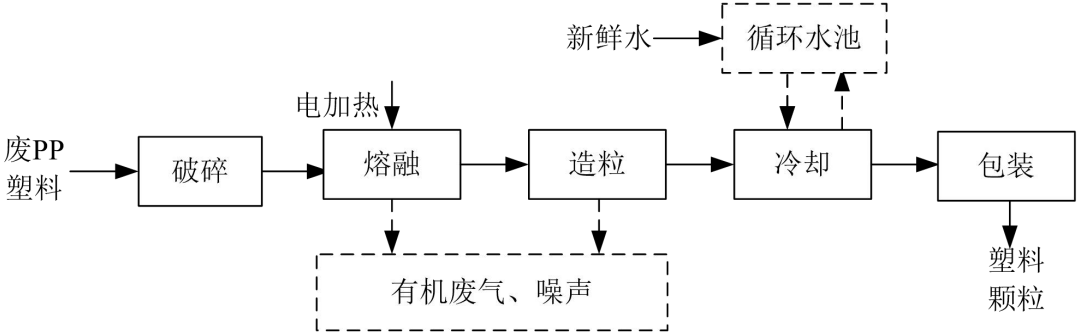 新鲜水
循环水池
电加热
废PP
塑料
破碎
熔融
造粒
冷却
包装
有机废气、噪声
塑料
颗粒